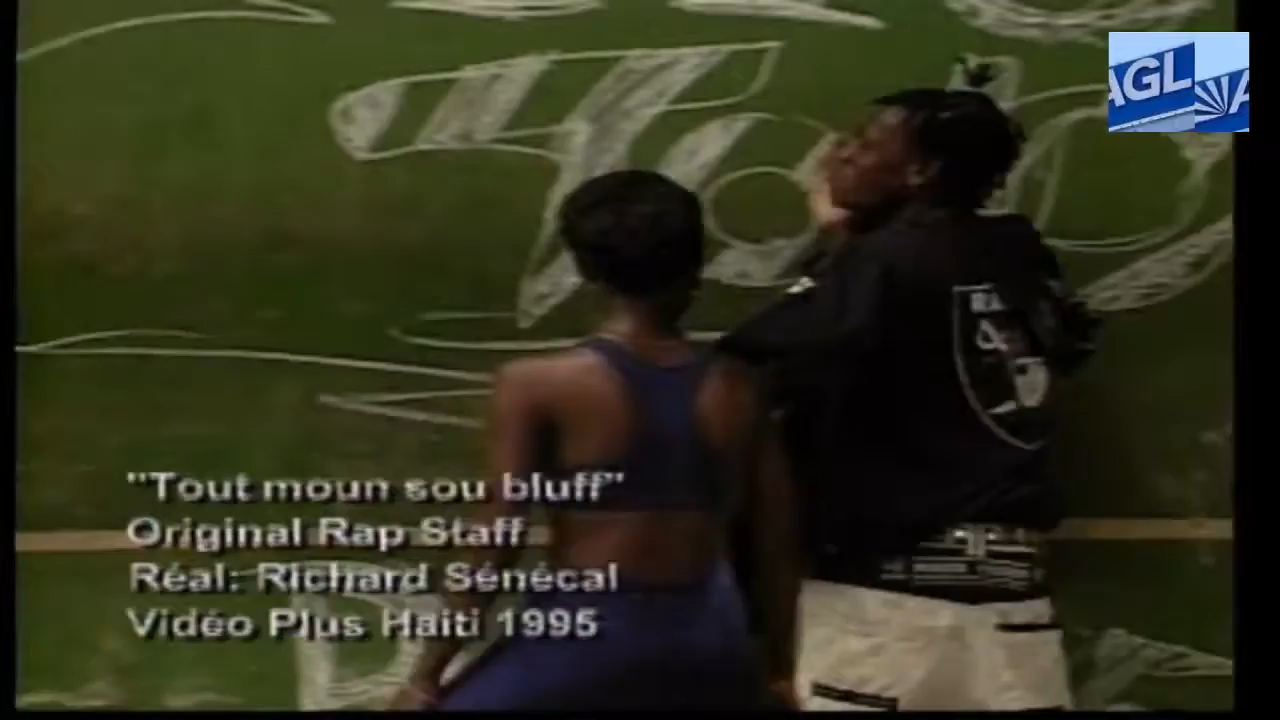 AGL
"Tout moun sou bluff"
Original Rap Staff
Réal: Richard Sénécal
Vidéo Plus Haiti 1995